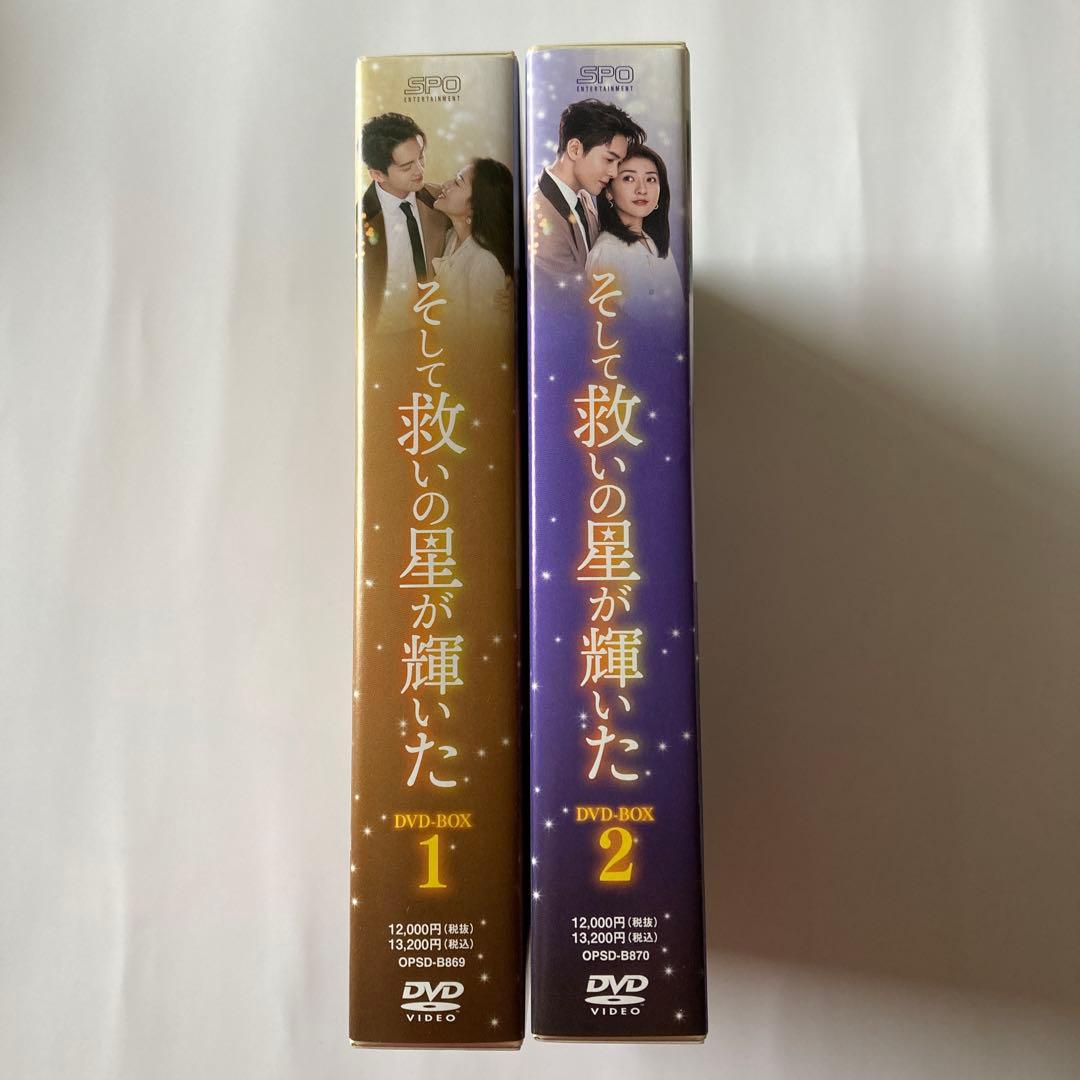 SPO
ENTERTAINMENT
そして救いの星が輝いた
DVD-BOX
1
12,000円(税抜)
13,200円(税込)
OPSD-B869
DVD
VIDEO™
SPO
ENTERTAINMENT
そして救いの星が輝いた
DVD-BOX
2
12,000円(税抜)
13,200円(税込)
OPSD-B870
DVD
VIDEO™